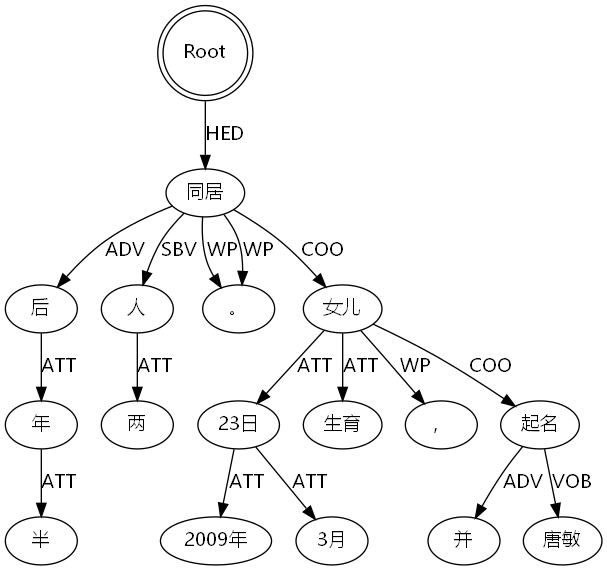 Root
HED
同居
ADV SBV WP WP COO
后 人 。 女儿
ATT ATT ATT ATT WP COO
年 两 23日 生育 , 起名
ATT ATT ATT ADV VOB
半 2009年 3月 并 唐敏